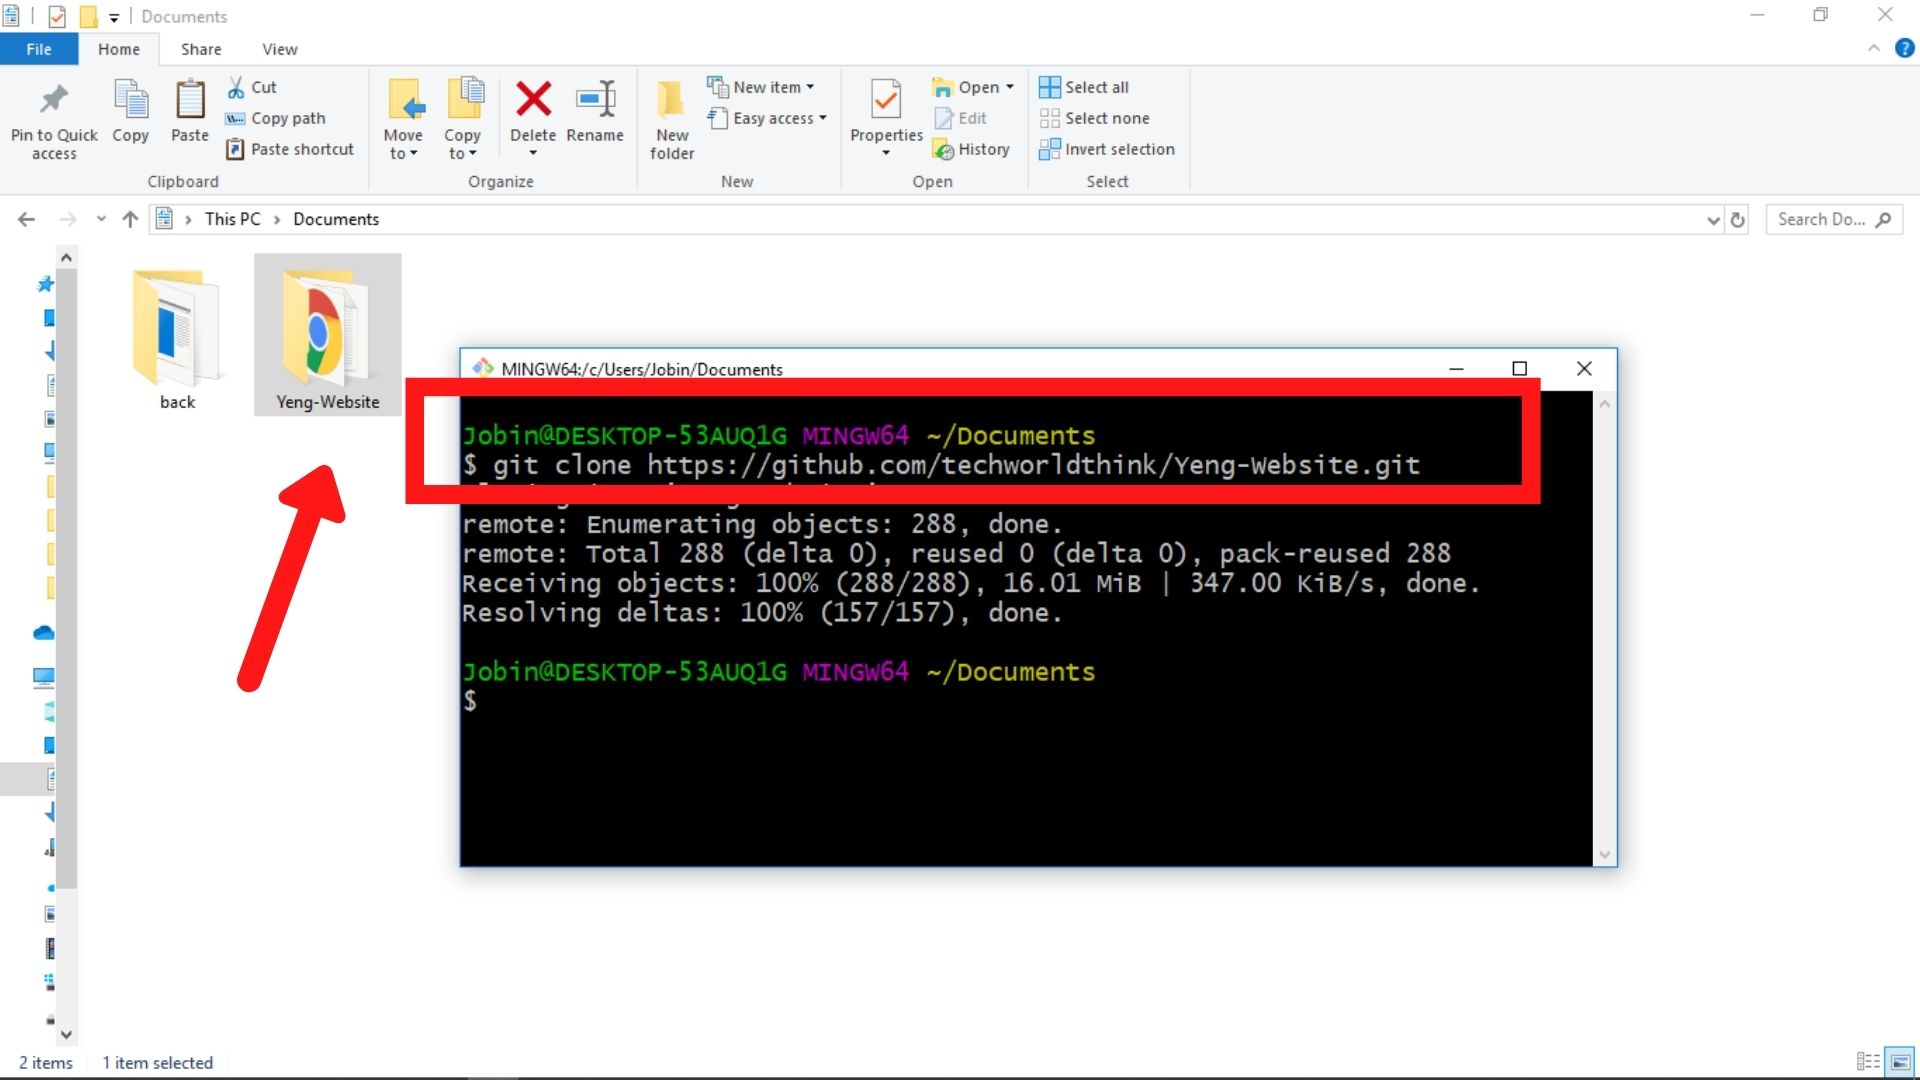 Documents
File
Home
Share
View
Pin to Quick
access
Copy
Paste
Cut
Copy path
Paste shortcut
Clipboard
Move
to
Copy
to
Delete
Rename
Organize
New
folder
New item
Easy access
New
Properties
Open
Edit
History
Open
Select all
Select none
Invert selection
Select
This PC > Documents
Search Do...
back
Yeng-Website
MINGW64:/c/Users/Jobin/Documents
Jobin@DESKTOP-53AUQ1G MINGW64 ~/Documents
$ git clone https://github.com/techworldthink/Yeng-Website.git
remote: Enumerating objects: 288, done.
remote: Total 288 (delta 0), reused 0 (delta 0), pack-reused 288
Receiving objects: 100% (288/288), 16.01 MiB | 347.00 KiB/s, done.
Resolving deltas: 100% (157/157), done.
Jobin@DESKTOP-53AUQ1G MINGW64 ~/Documents
$
2 items
1 item selected